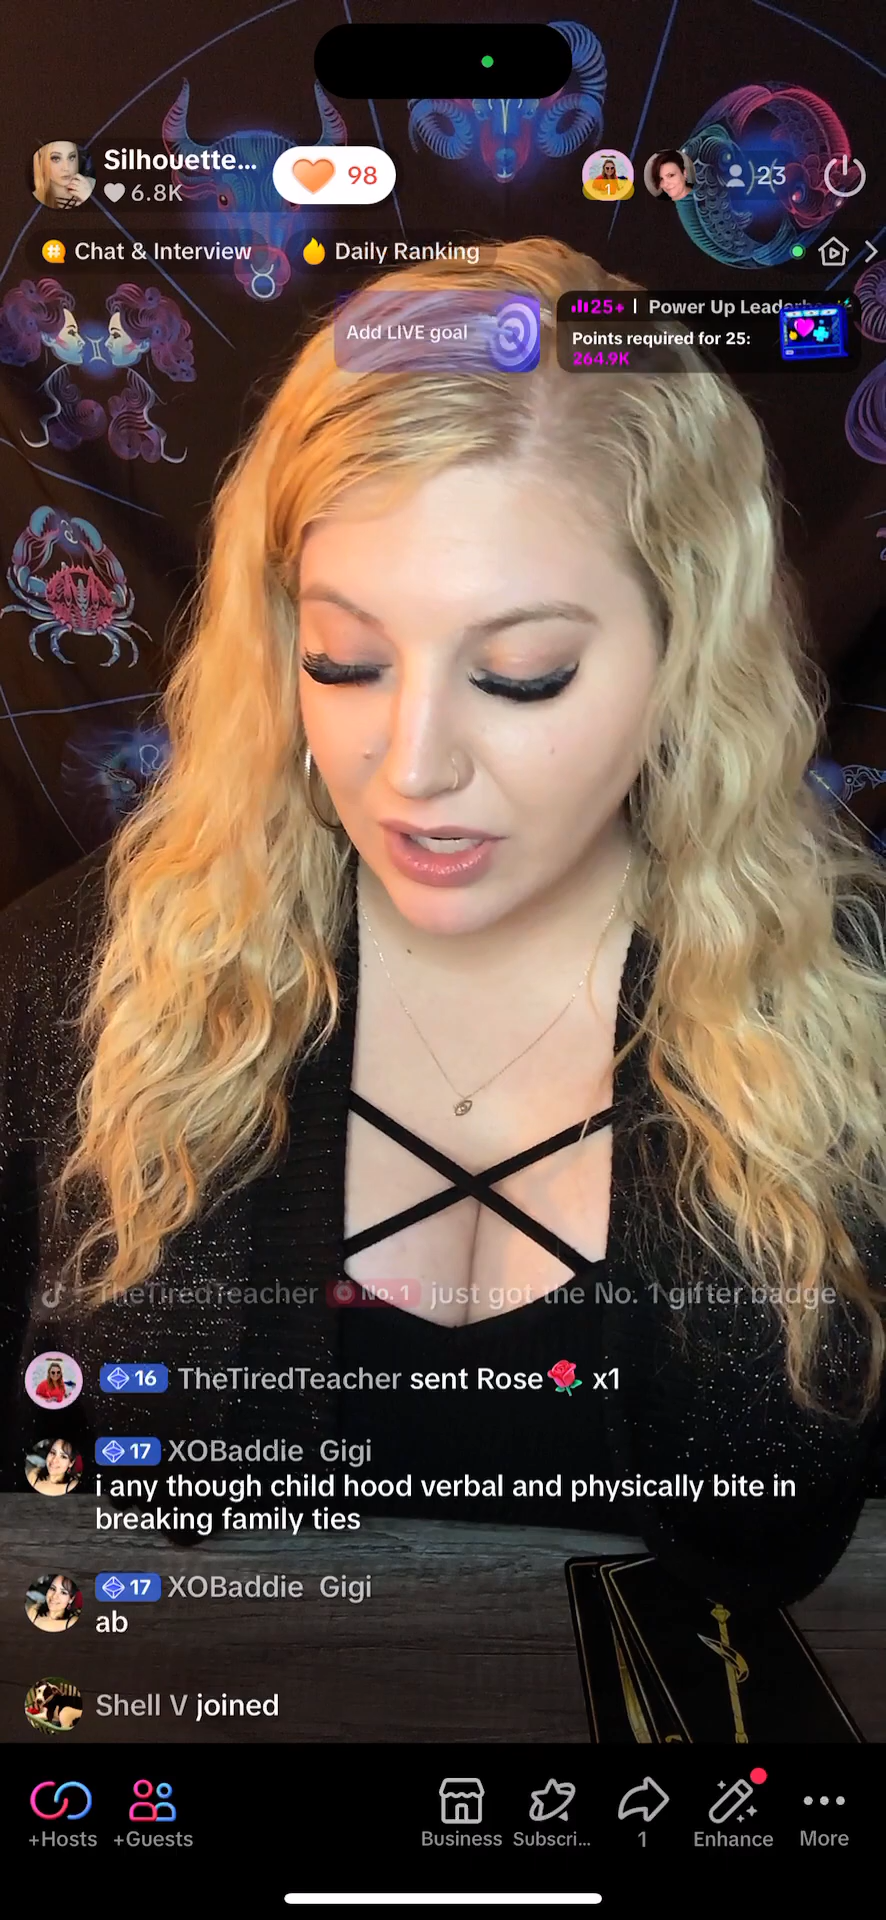 Silhouette...
6.8K
98
1
23
Chat & Interview
Daily Ranking
Add LIVE goal
25+ | Power Up Leaderb
Points required for 25:
264.9K
TheTiredTeacher No. 1 just got the No. 1 gifter badge
16 TheTiredTeacher sent Rose🌹 x1
17 XOBaddie Gigi
i any though child hood verbal and physically bite in
breaking family ties
17 XOBaddie Gigi
ab
Shell V joined
+Hosts
+Guests
Business
Subscri...
1
Enhance
More